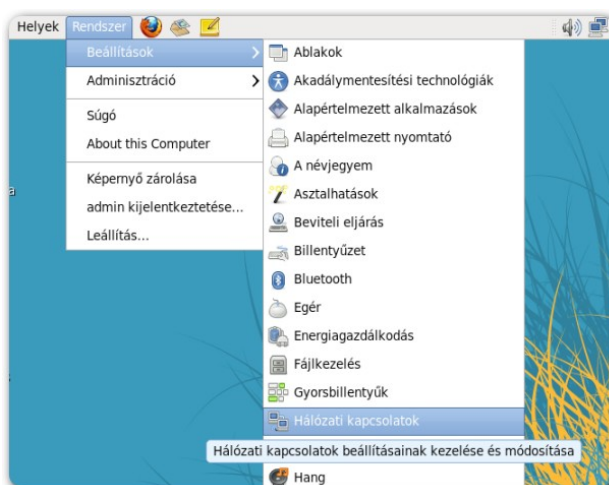 Helyek Rendszer
Beállítások
Adminisztráció
Súgó
About this Computer
Képernyő zárolása
admin kijelentkeztetése...
Leállítás...
Ablakok
Akadálymentesítési technológiák
Alapértelmezett alkalmazások
Alapértelmezett nyomtató
A névjegyem
Asztalhatások
Beviteli eljárás
Billentyűzet
Bluetooth
Egér
Energiagazdálkodás
Fájlkezelés
Gyorsbillentyűk
Hálózati kapcsolatok
Hálózati kapcsolatok beállításainak kezelése és módosítása
Hang
a